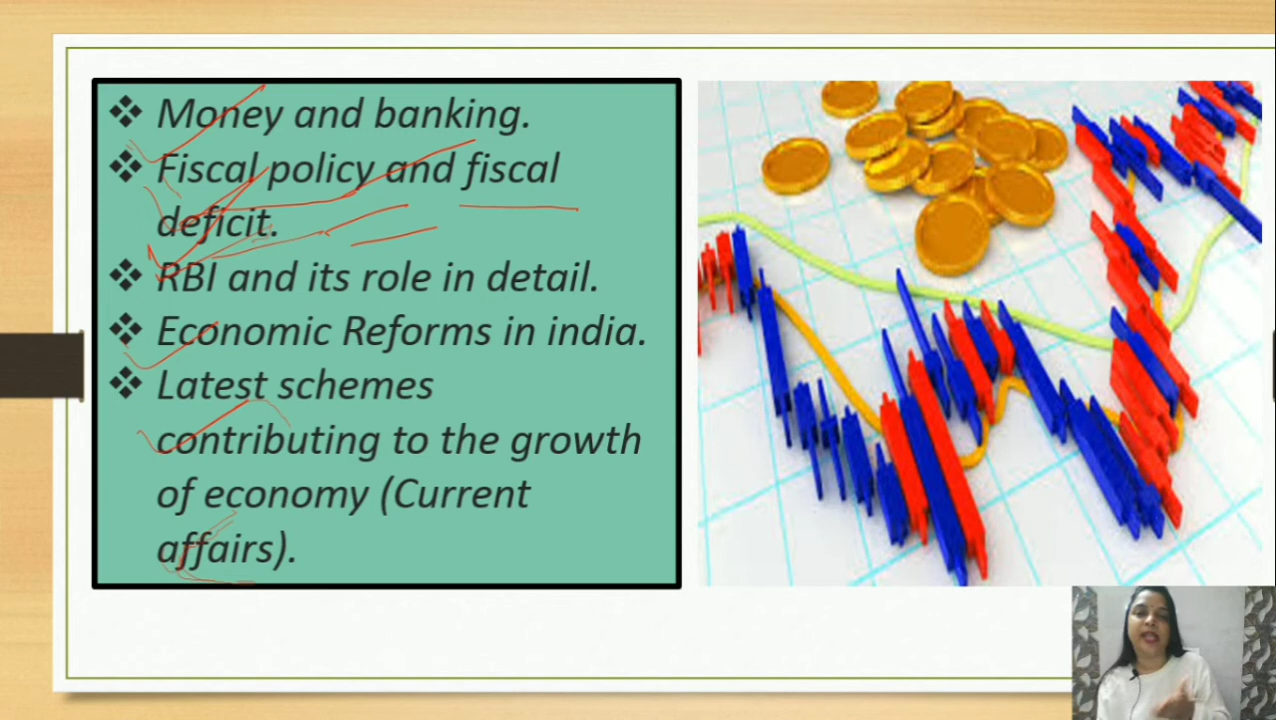 ❖ Money and banking.
❖ Fiscal policy and fiscal
deficit.
❖ RBI and its role in detail.
❖ Economic Reforms in india.
❖ Latest schemes
contributing to the growth
of economy (Current
affairs).